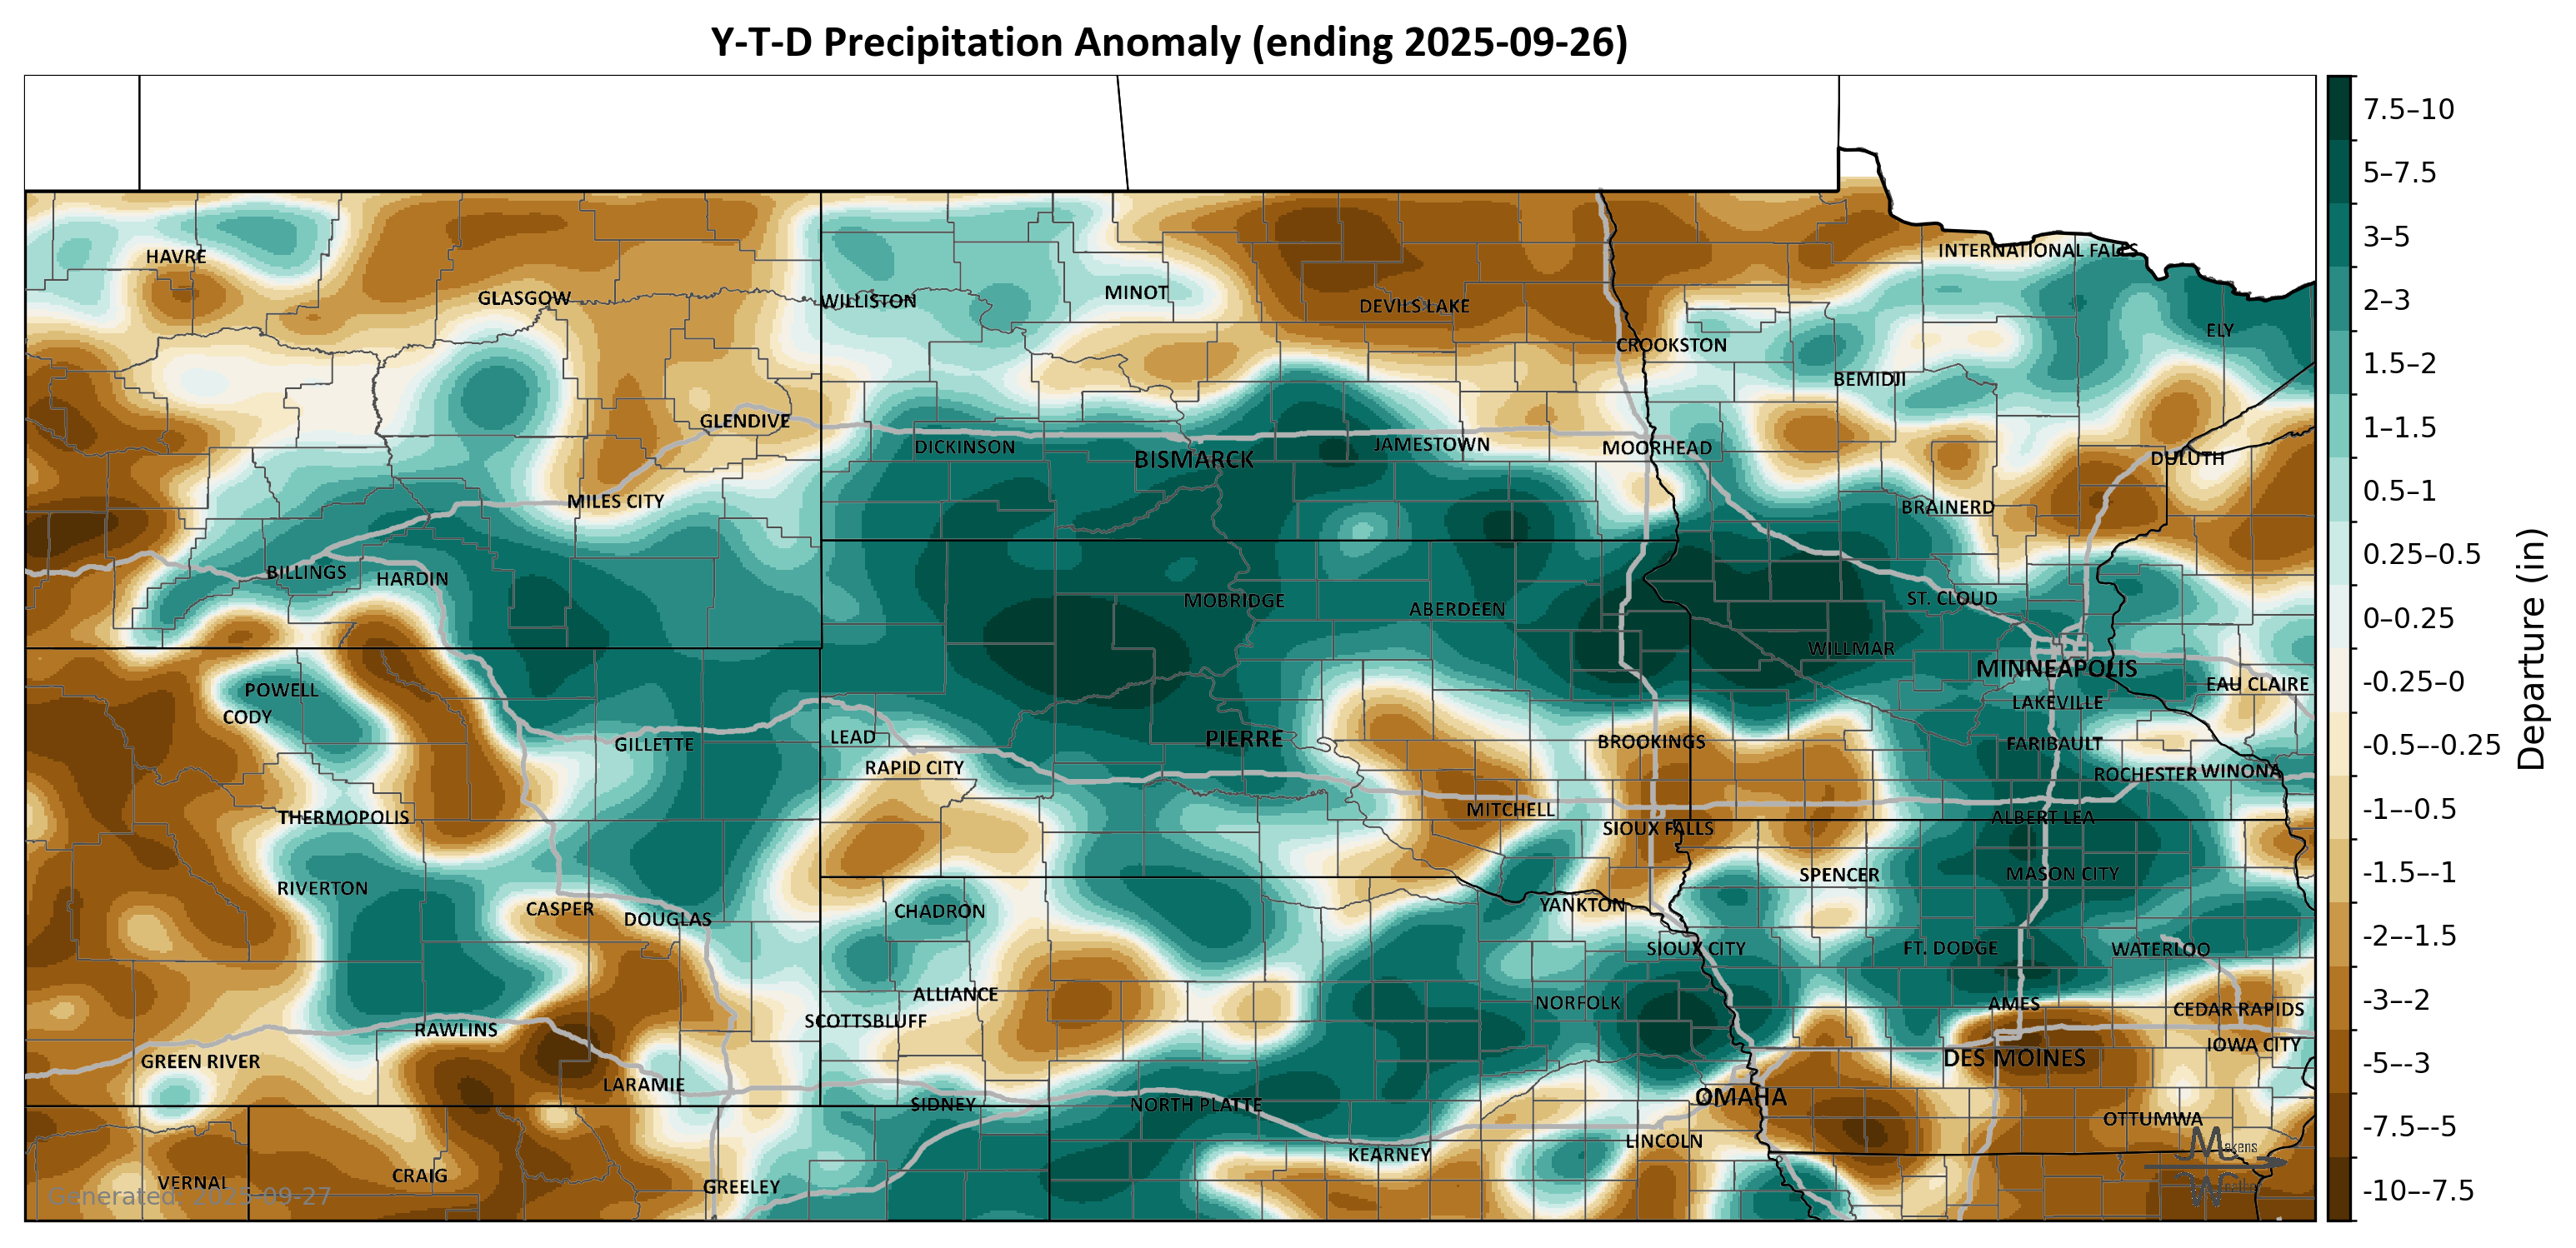 Y-T-D Precipitation Anomaly (ending 2025-09-26)
7.5–10
5–7.5
3–5
2–3
1.5–2
1–1.5
0.5–1
0.25–0.5
0–0.25
-0.25–0
-0.5–-0.25
-1–-0.5
-1.5–-1
-2–-1.5
-3–-2
-5–-3
-7.5–-5
-10–-7.5
Departure (in)
HAVRE
INTERNATIONAL FALLS
GLASGOW
WILLISTON
MINOT
DEVILS LAKE
ELY
CROOKSTON
BEMIDJI
GLENDIVE
DICKINSON
BISMARCK
JAMESTOWN
MOORHEAD
DULUTH
MILES CITY
BRAINERD
BILLINGS
HARDIN
MOBRIDGE
ABERDEEN
ST. CLOUD
WILLMAR
MINNEAPOLIS
POWELL
CODY
EAU CLAIRE
LAKEVILLE
GILLETTE
LEAD
PIERRE
BROOKINGS
FARIBAULT
RAPID CITY
ROCHESTER
WINONA
THERMOPOLIS
MITCHELL
SIOUX FALLS
ALBERT LEA
RIVERTON
SPENCER
MASON CITY
CASPER
DOUGLAS
CHADRON
YANKTON
SIOUX CITY
FT. DODGE
WATERLOO
ALLIANCE
NORFOLK
AMES
CEDAR RAPIDS
SCOTTSBLUFF
RAWLINS
IOWA CITY
GREEN RIVER
DES MOINES
LARAMIE
OMAHA
SIDNEY
NORTH PLATTE
OTTUMWA
LINCOLN
KEARNEY
Makens
Weather
VERNAL
CRAIG
GREELEY
Generated: 2025-09-27